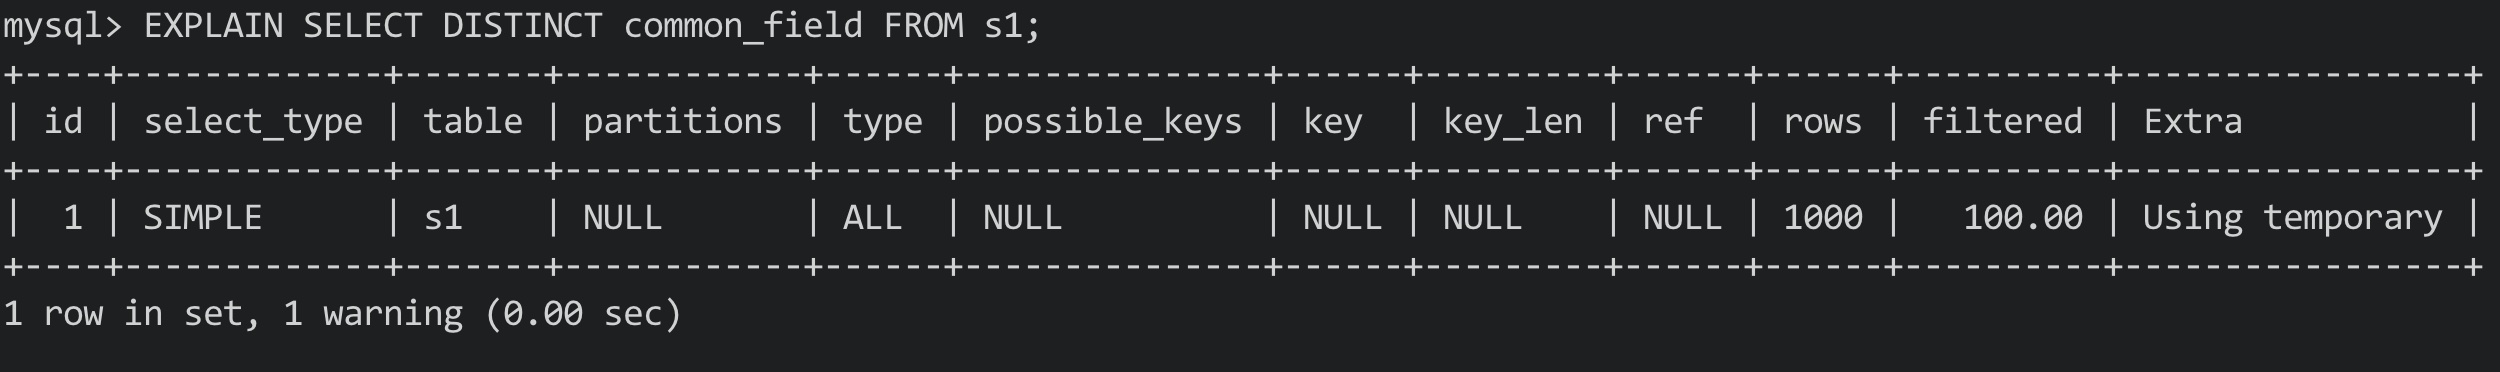 mysql> EXPLAIN SELECT DISTINCT common_field FROM s1;
+----+-------------+-------+------------+------+---------------+------+---------+------+------+----------+-----------------+
| id | select_type | table | partitions | type | possible_keys | key  | key_len | ref  | rows | filtered | Extra           |
+----+-------------+-------+------------+------+---------------+------+---------+------+------+----------+-----------------+
|  1 | SIMPLE      | s1    | NULL       | ALL  | NULL          | NULL | NULL    | NULL | 1000 |   100.00 | Using temporary |
+----+-------------+-------+------------+------+---------------+------+---------+------+------+----------+-----------------+
1 row in set, 1 warning (0.00 sec)